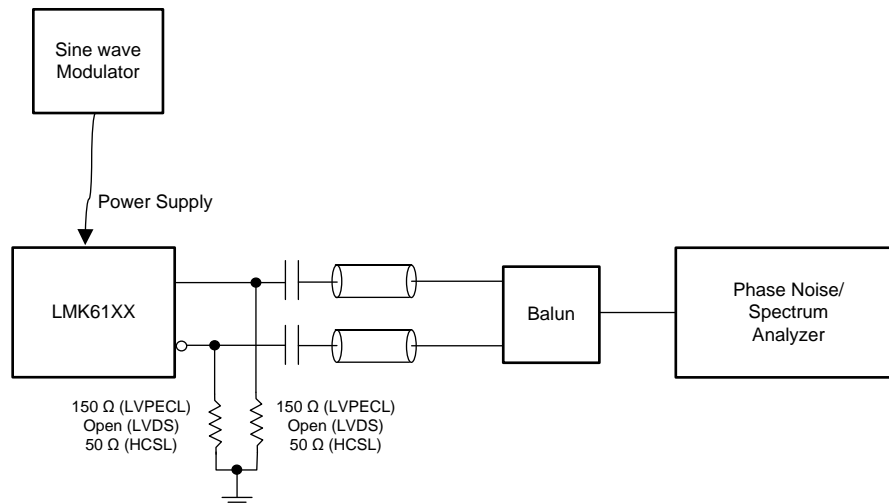 Sine wave
Modulator
Power Supply
LMK61XX
Balun
Phase Noise/
Spectrum
Analyzer
150 Ω (LVPECL)
Open (LVDS)
50 Ω (HCSL)
150 Ω (LVPECL)
Open (LVDS)
50 Ω (HCSL)